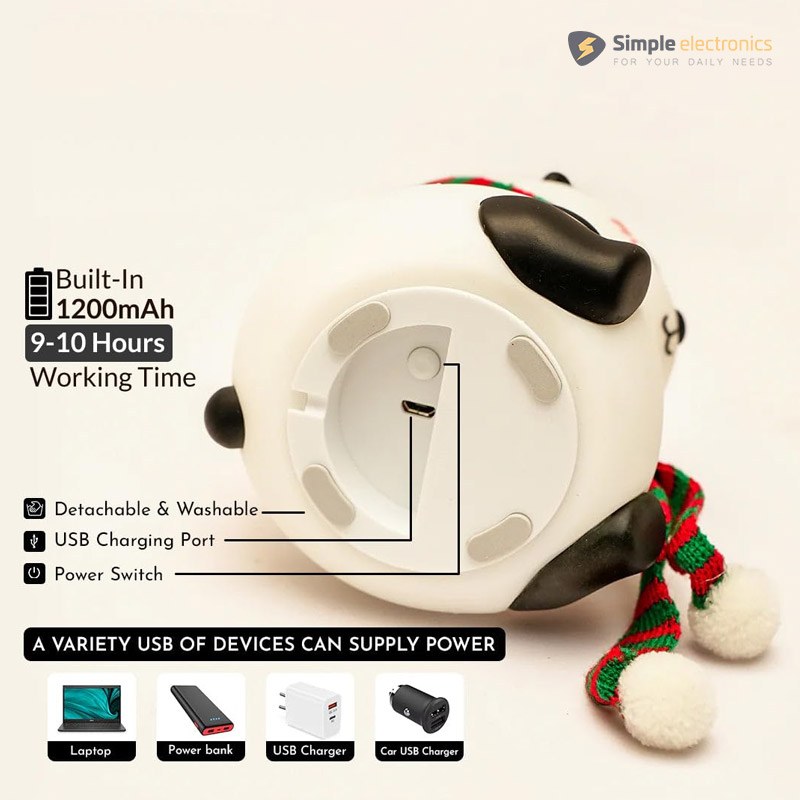 Simple electronics
FOR YOUR DAILY NEEDS
Built-In
1200mAh
9-10 Hours
Working Time
Detachable & Washable
USB Charging Port
Power Switch
A VARIETY USB OF DEVICES CAN SUPPLY POWER
Laptop
Power bank
USB Charger
Car USB Charger